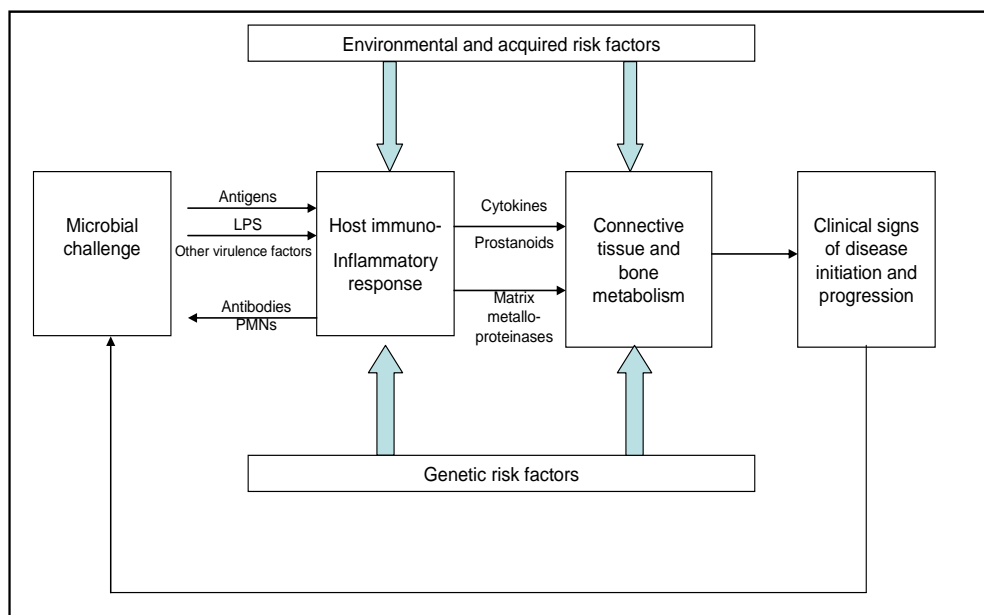 Environmental and acquired risk factors
Microbial
challenge
Antigens
LPS
Other virulence factors
Antibodies
PMNs
Host immuno-
Inflammatory
response
Cytokines
Prostanoids
Matrix
metallo-
proteinases
Connective
tissue and
bone
metabolism
Clinical signs
of disease
initiation and
progression
Genetic risk factors